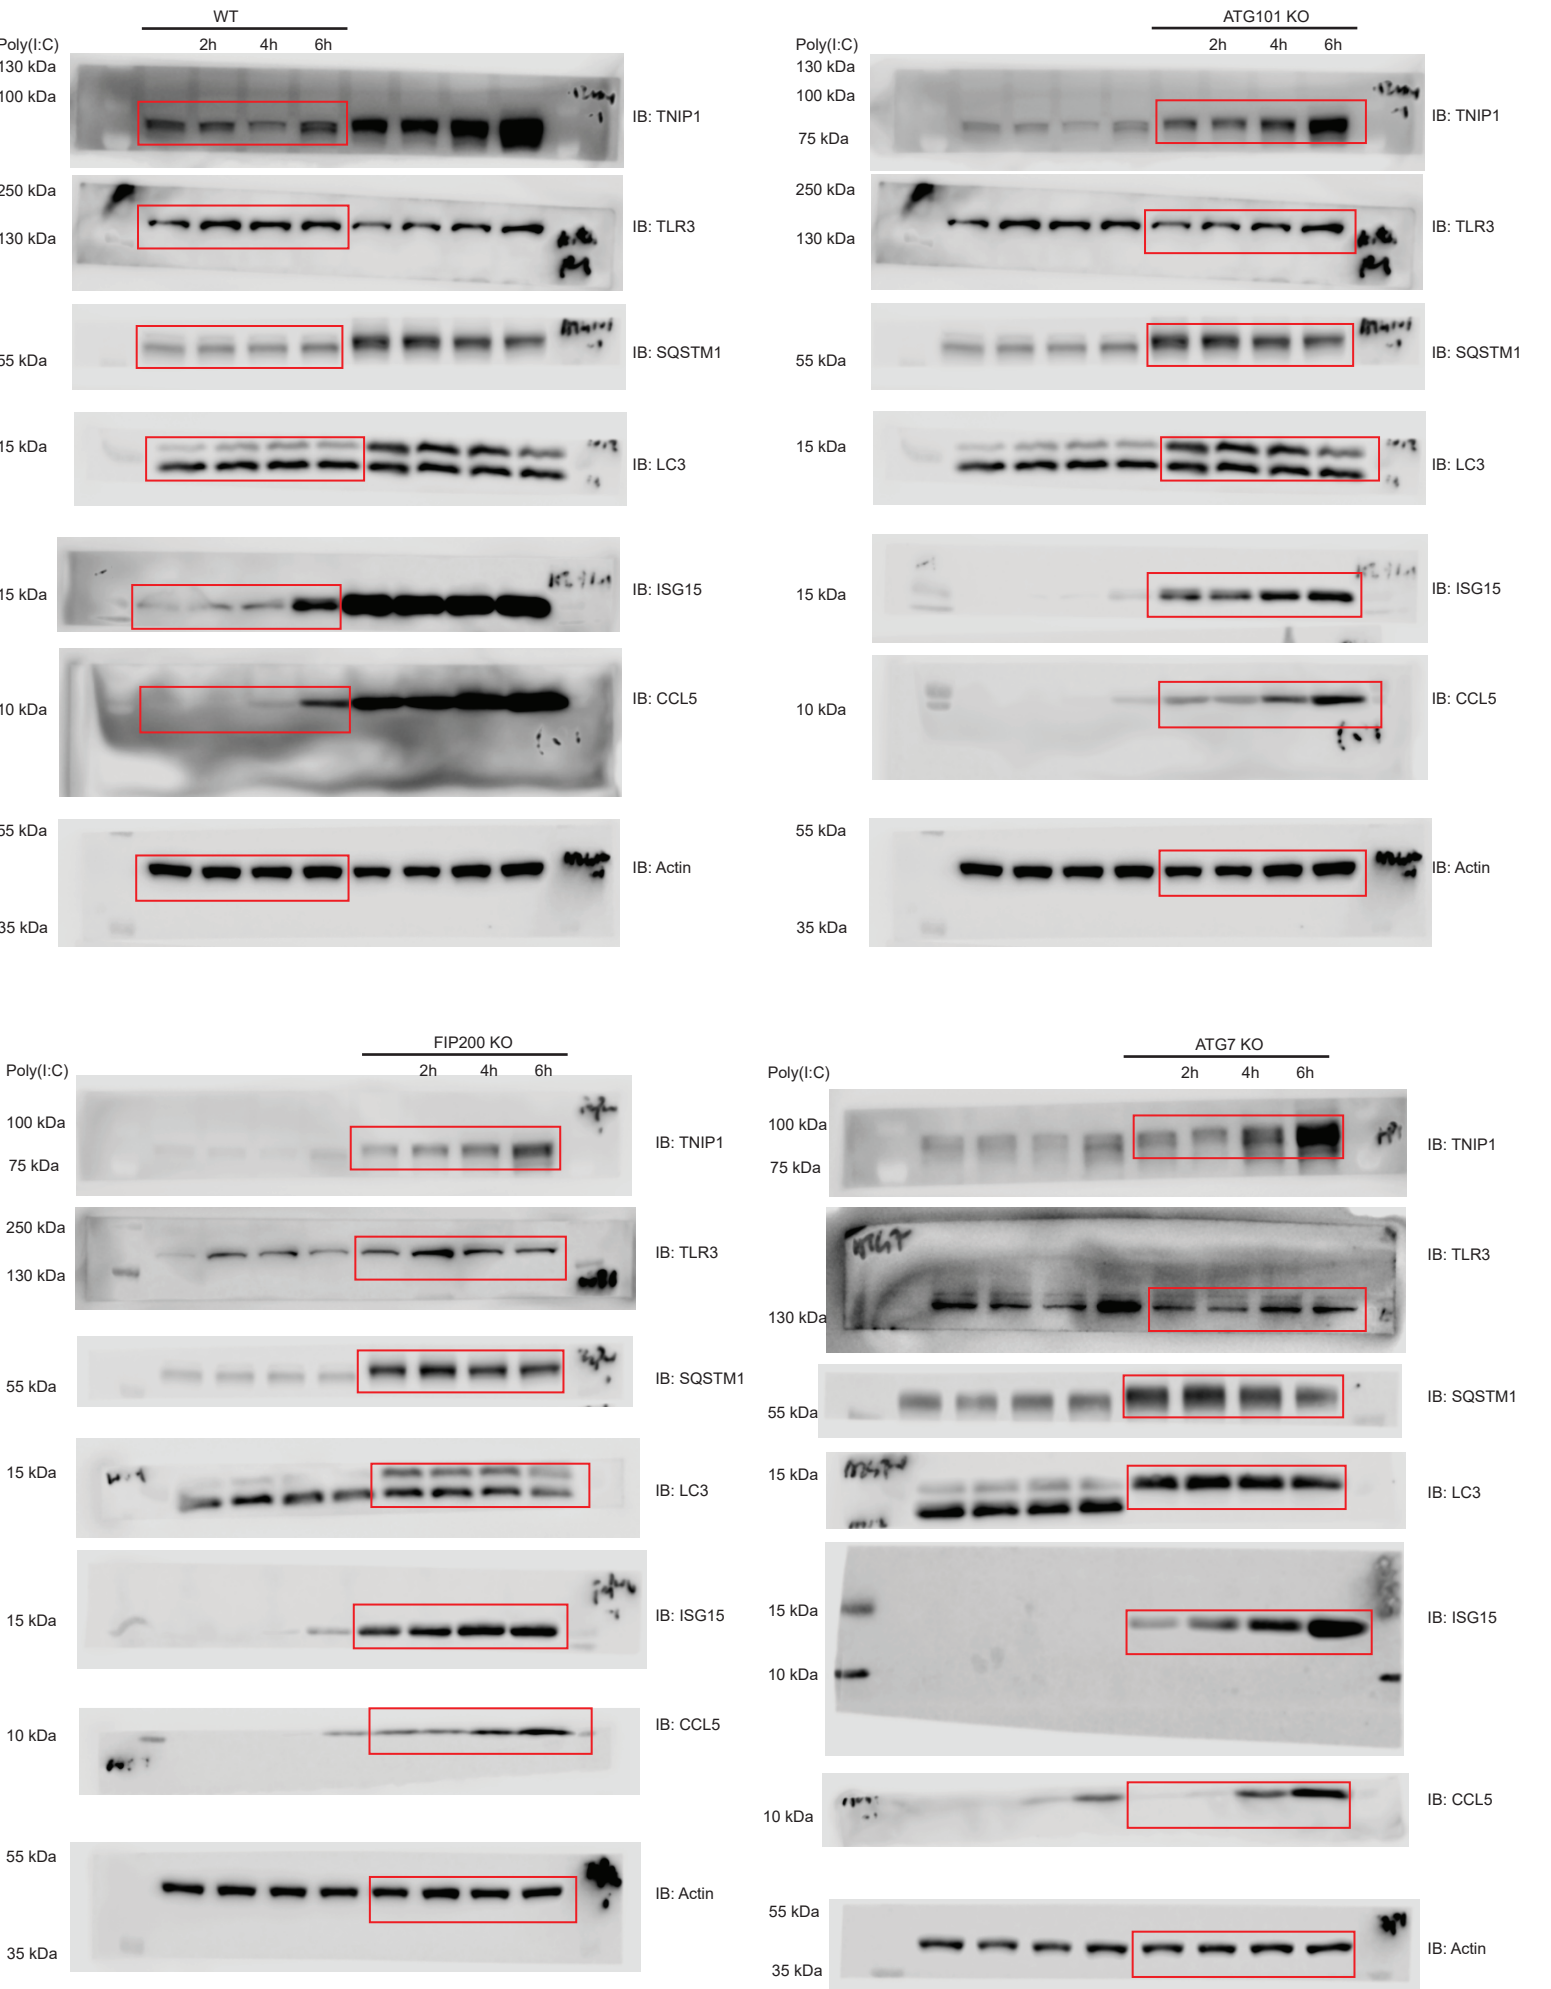 WT
Poly(I:C) 2h 4h 6h
130 kDa
100 kDa
IB: TNIP1
250 kDa
130 kDa
IB: TLR3
55 kDa
IB: SQSTM1
15 kDa
IB: LC3
15 kDa
IB: ISG15
10 kDa
IB: CCL5
55 kDa
IB: Actin
35 kDa
ATG101 KO
Poly(I:C) 2h 4h 6h
130 kDa
100 kDa
75 kDa
IB: TNIP1
250 kDa
130 kDa
IB: TLR3
55 kDa
IB: SQSTM1
15 kDa
IB: LC3
15 kDa
IB: ISG15
10 kDa
IB: CCL5
55 kDa
IB: Actin
35 kDa
FIP200 KO
Poly(I:C) 2h 4h 6h
100 kDa
75 kDa
IB: TNIP1
250 kDa
130 kDa
IB: TLR3
55 kDa
IB: SQSTM1
15 kDa
IB: LC3
15 kDa
IB: ISG15
10 kDa
IB: CCL5
55 kDa
IB: Actin
35 kDa
ATG7 KO
Poly(I:C) 2h 4h 6h
100 kDa
75 kDa
IB: TNIP1
130 kDa
IB: TLR3
55 kDa
IB: SQSTM1
15 kDa
IB: LC3
15 kDa
10 kDa
IB: ISG15
10 kDa
IB: CCL5
55 kDa
IB: Actin
35 kDa